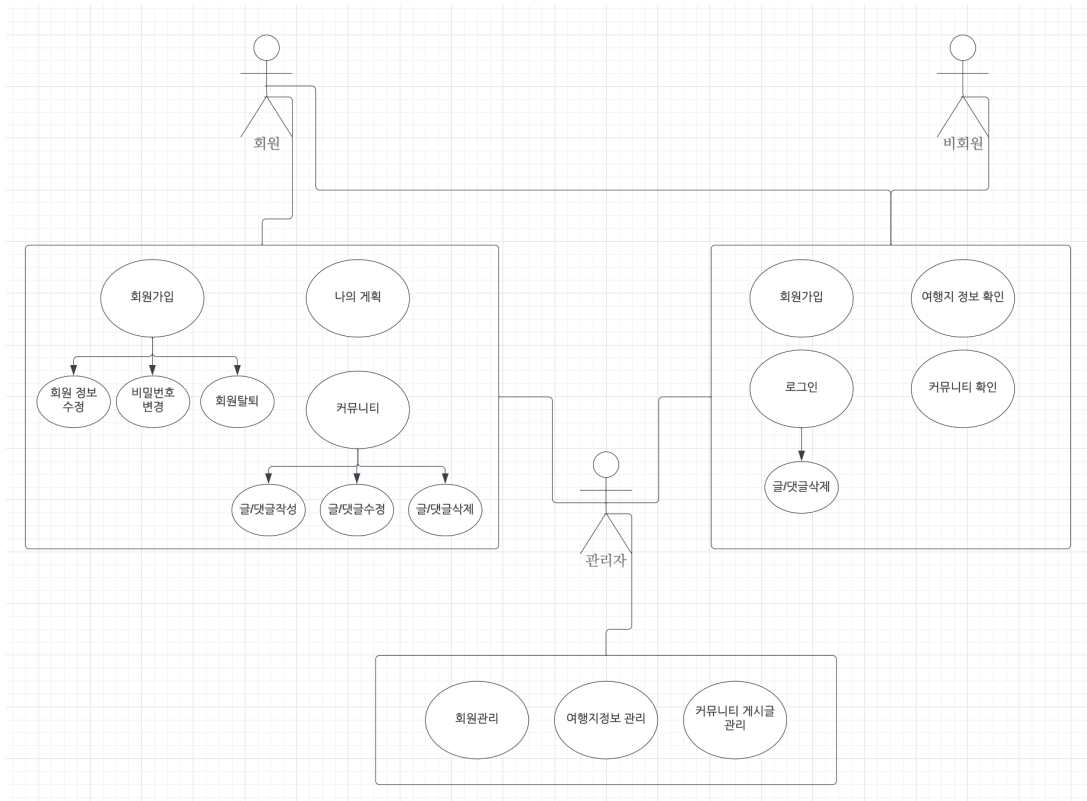 회원
비회원
회원가입
나의 계획
회원 정보
수정
비밀번호
변경
회원탈퇴
커뮤니티
글/댓글작성
글/댓글수정
글/댓글삭제
회원가입
여행지 정보 확인
로그인
커뮤니티 확인
글/댓글삭제
관리자
회원관리
여행지정보 관리
커뮤니티 게시글
관리